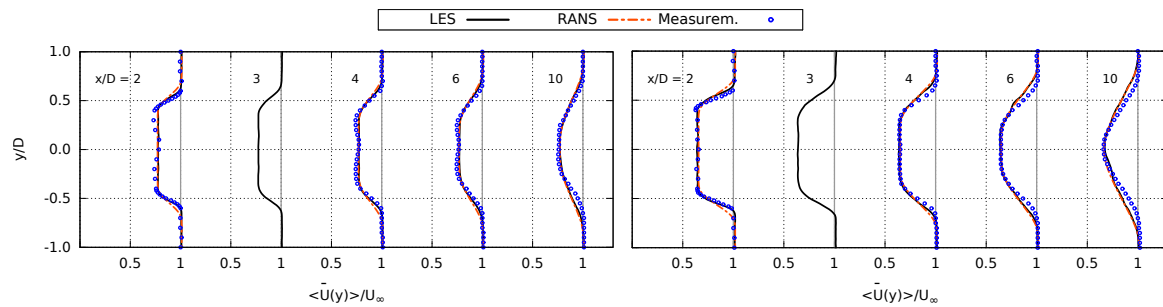 LES RANS Measurem.
1.0
x/D = 2 3 4 6 10 x/D = 2 3 4 6 10
0.5
y/D 0.0
-0.5
-1.0
0.5 1 0.5 1 0.5 1 0.5 1 0.5 1 0.5 1 0.5 1 0.5 1 0.5 1 0.5 1
<Ū(y)>/U∞ <Ū(y)>/U∞